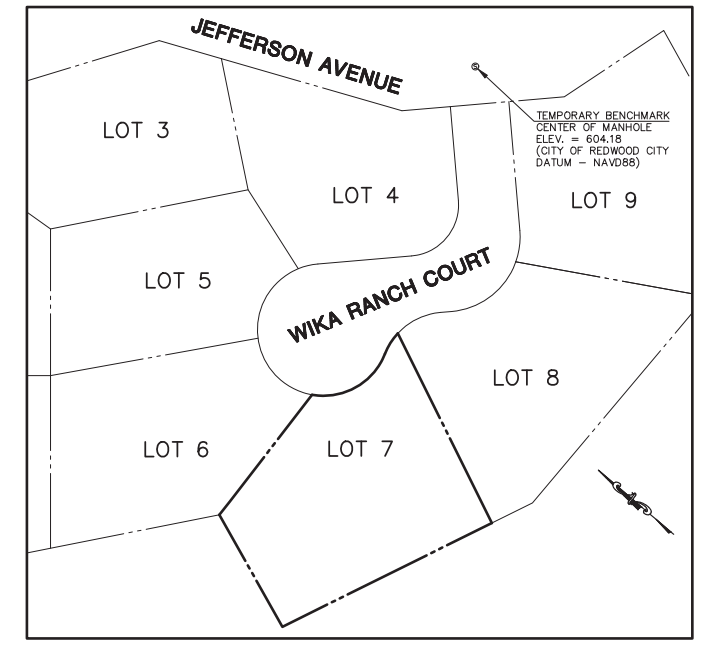 JEFFERSON AVENUE
TEMPORARY BENCHMARK
CENTER OF MANHOLE
ELEV. = 604.18
(CITY OF REDWOOD CITY
DATUM - NAVD88)
LOT 3
LOT 4
LOT 9
LOT 5
WIKA RANCH COURT
LOT 8
LOT 6
LOT 7